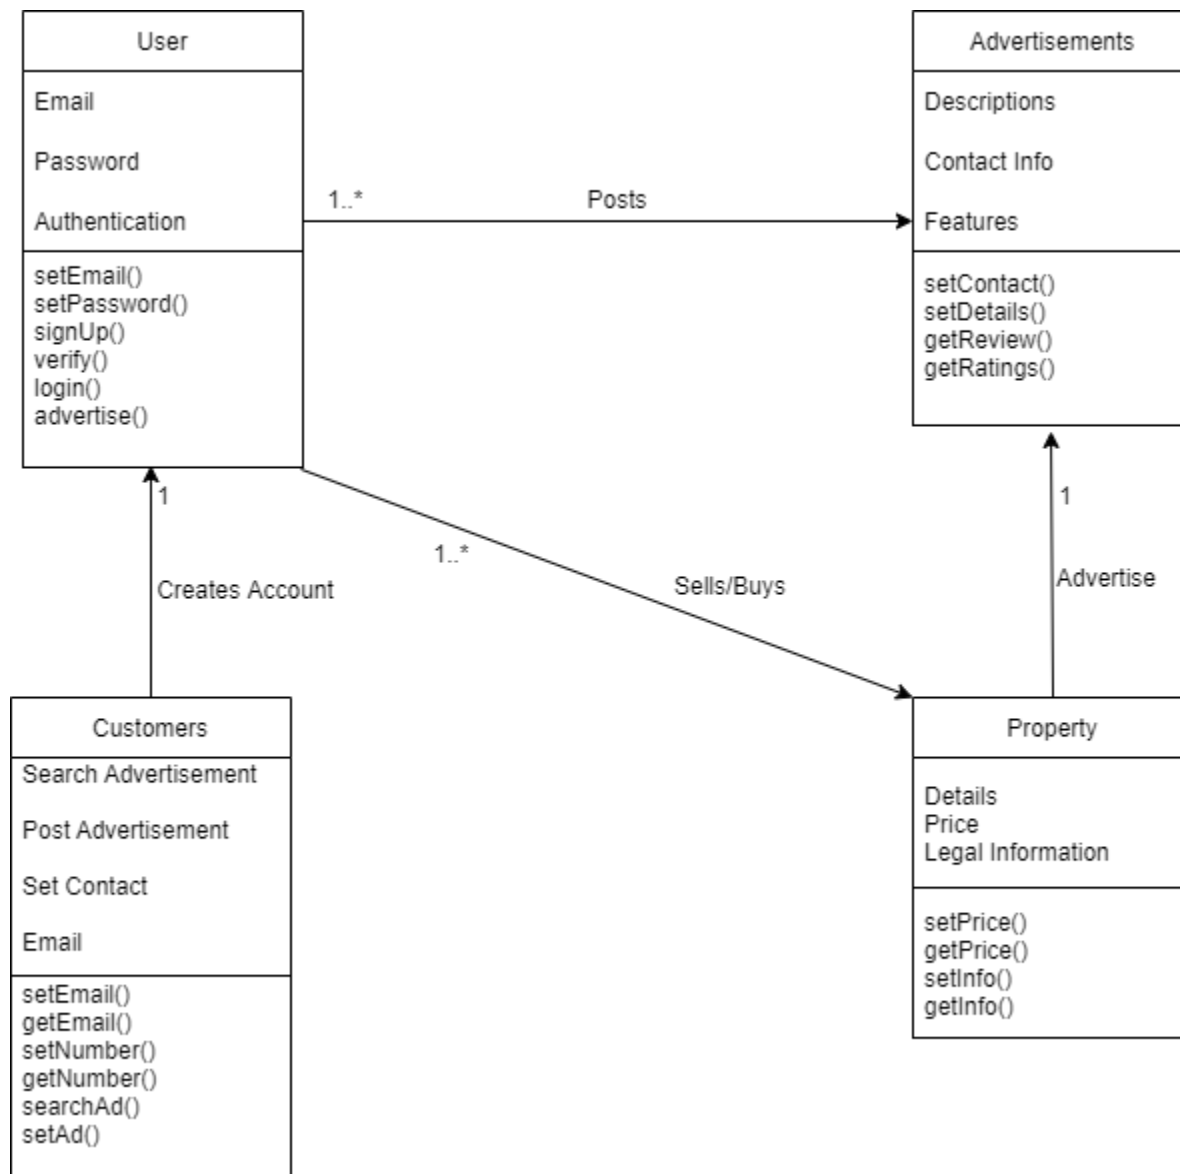 User
Email
Password
Authentication
setEmail()
setPassword()
signUp()
verify()
login()
advertise()
1..*
Posts
Advertisements
Descriptions
Contact Info
Features
setContact()
setDetails()
getReview()
getRatings()
1
Creates Account
1..*
Sells/Buys
1
Advertise
Customers
Search Advertisement
Post Advertisement
Set Contact
Email
setEmail()
getEmail()
setNumber()
getNumber()
searchAd()
setAd()
Property
Details
Price
Legal Information
setPrice()
getPrice()
setInfo()
getInfo()